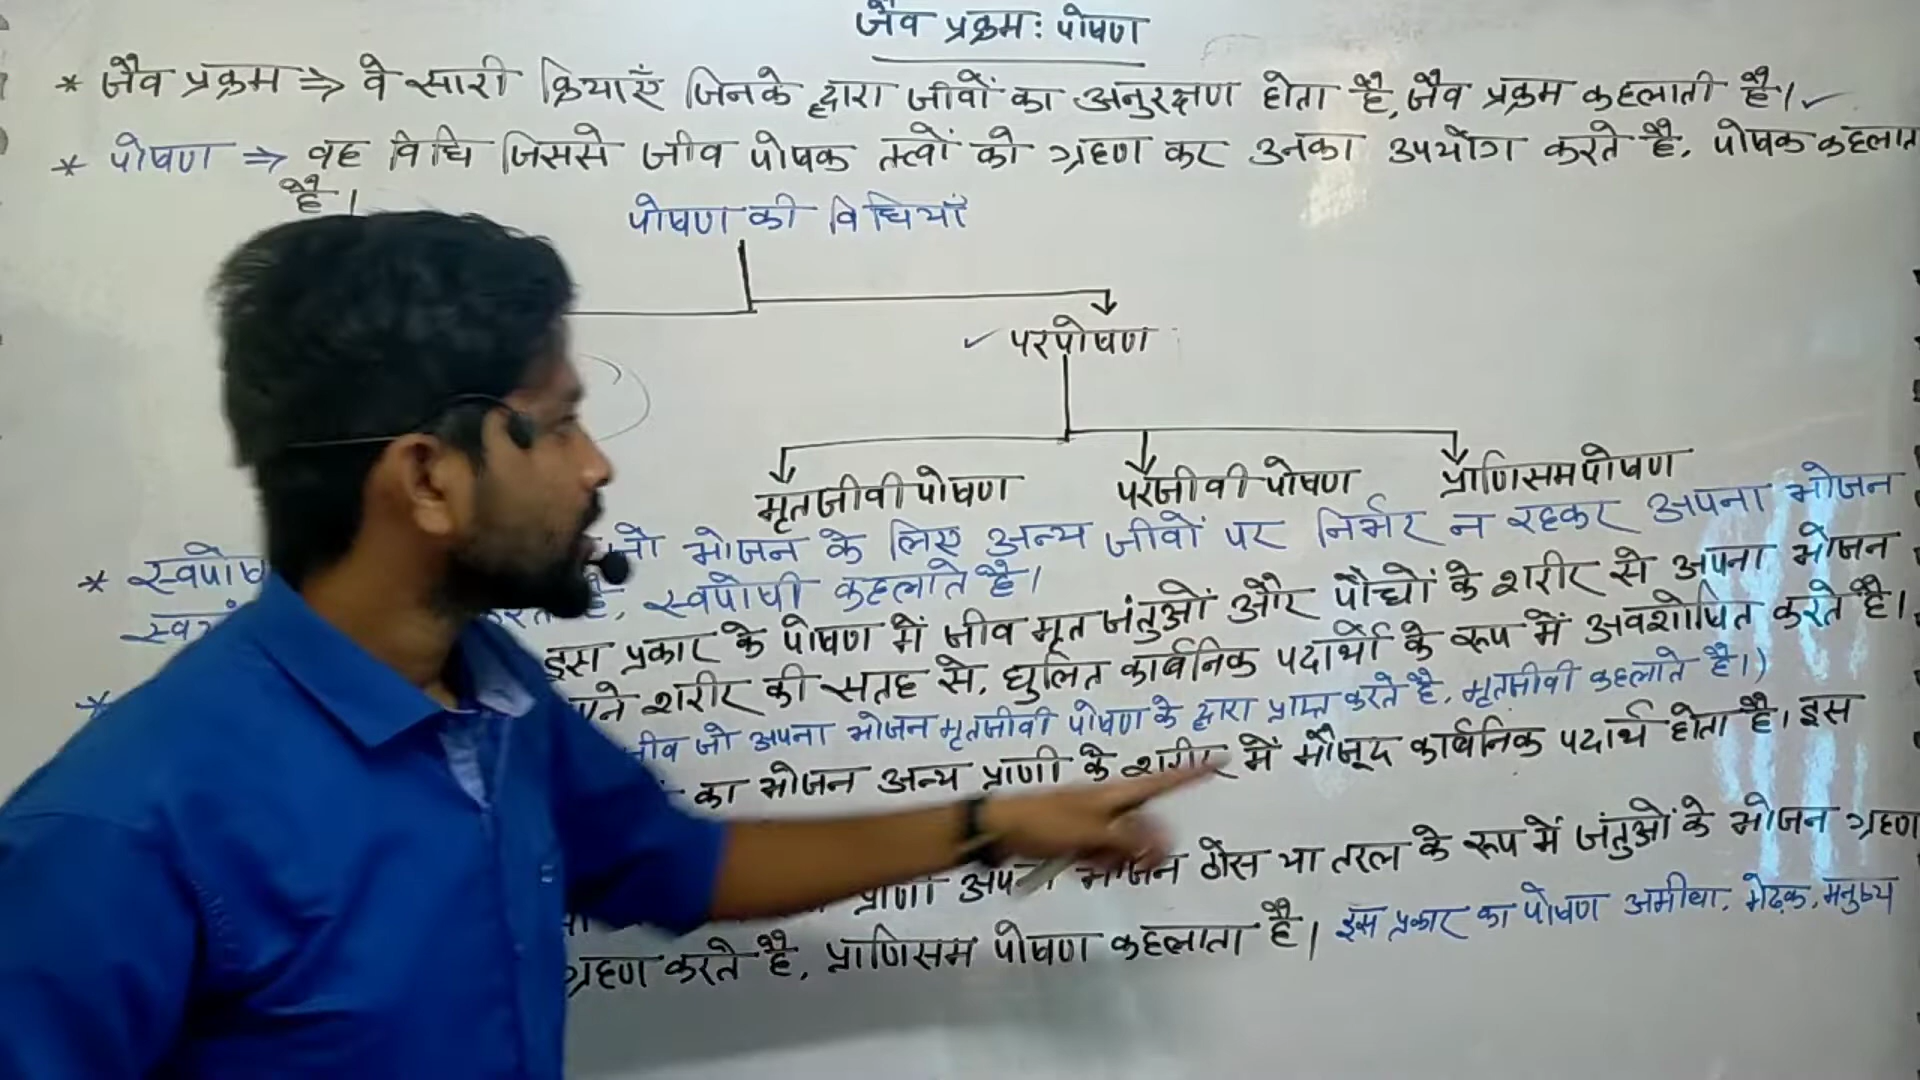 जैव प्रक्रम: पोषण
* जैव प्रक्रम ⇒ वे सारी क्रियाएँ जिनके द्वारा जीवों का अनुरक्षण होता है, जैव प्रक्रम कहलाती है। ✓
* पोषण ⇒ वह विधि जिससे जीव पोषक तत्वों को ग्रहण कर उनका उपयोग करते है, पोषक कहलाता
है।
पोषण की विधियाँ
✓ परपोषण
मृतजीवी पोषण परजीवी पोषण प्राणिसमपोषण
* स्वपोष जो भोजन के लिए अन्य जीवों पर निर्भर न रहकर अपना भोजन
स्वयं करते है, स्वपोषी कहलाते है।
* इस प्रकार के पोषण में जीव मृत जंतुओं और पौधों के शरीर से अपना भोजन
अपने शरीर की सतह से, घुलित कार्बनिक पदार्थो के रूप में अवशोषित करते है।
जीव जो अपना भोजन मृतजीवी पोषण के द्वारा प्राप्त करते है, मृतजीवी कहलाते है।)
का भोजन अन्य प्राणी के शरीर में मौजूद कार्बनिक पदार्थ होता है। इस
प्राणी अपना भोजन ठोस या तरल के रूप में जंतुओं के भोजन ग्रहण
ग्रहण करते है, प्राणिसम पोषण कहलाता है। इस प्रकार का पोषण अमीबा, मेढ़क, मनुष्य